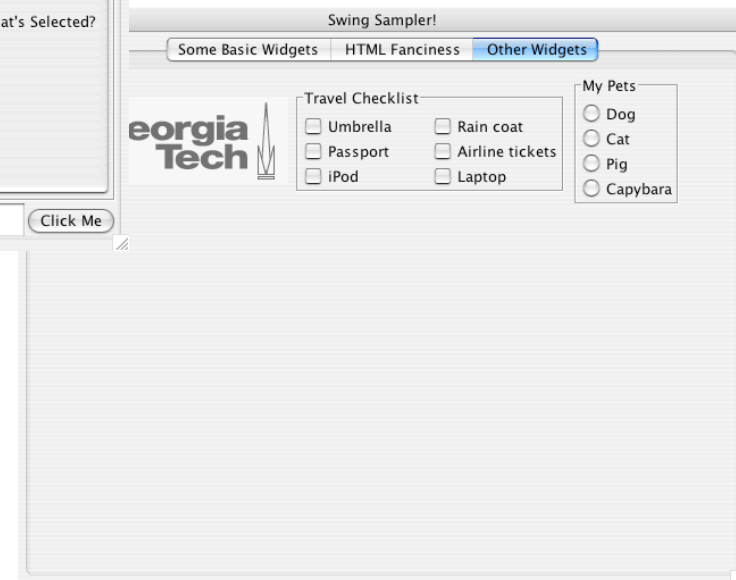 at's Selected?
Click Me
Swing Sampler!
Some Basic Widgets HTML Fanciness Other Widgets
eorgia
Tech
Travel Checklist
Umbrella Rain coat
Passport Airline tickets
iPod Laptop
My Pets
Dog
Cat
Pig
Capybara